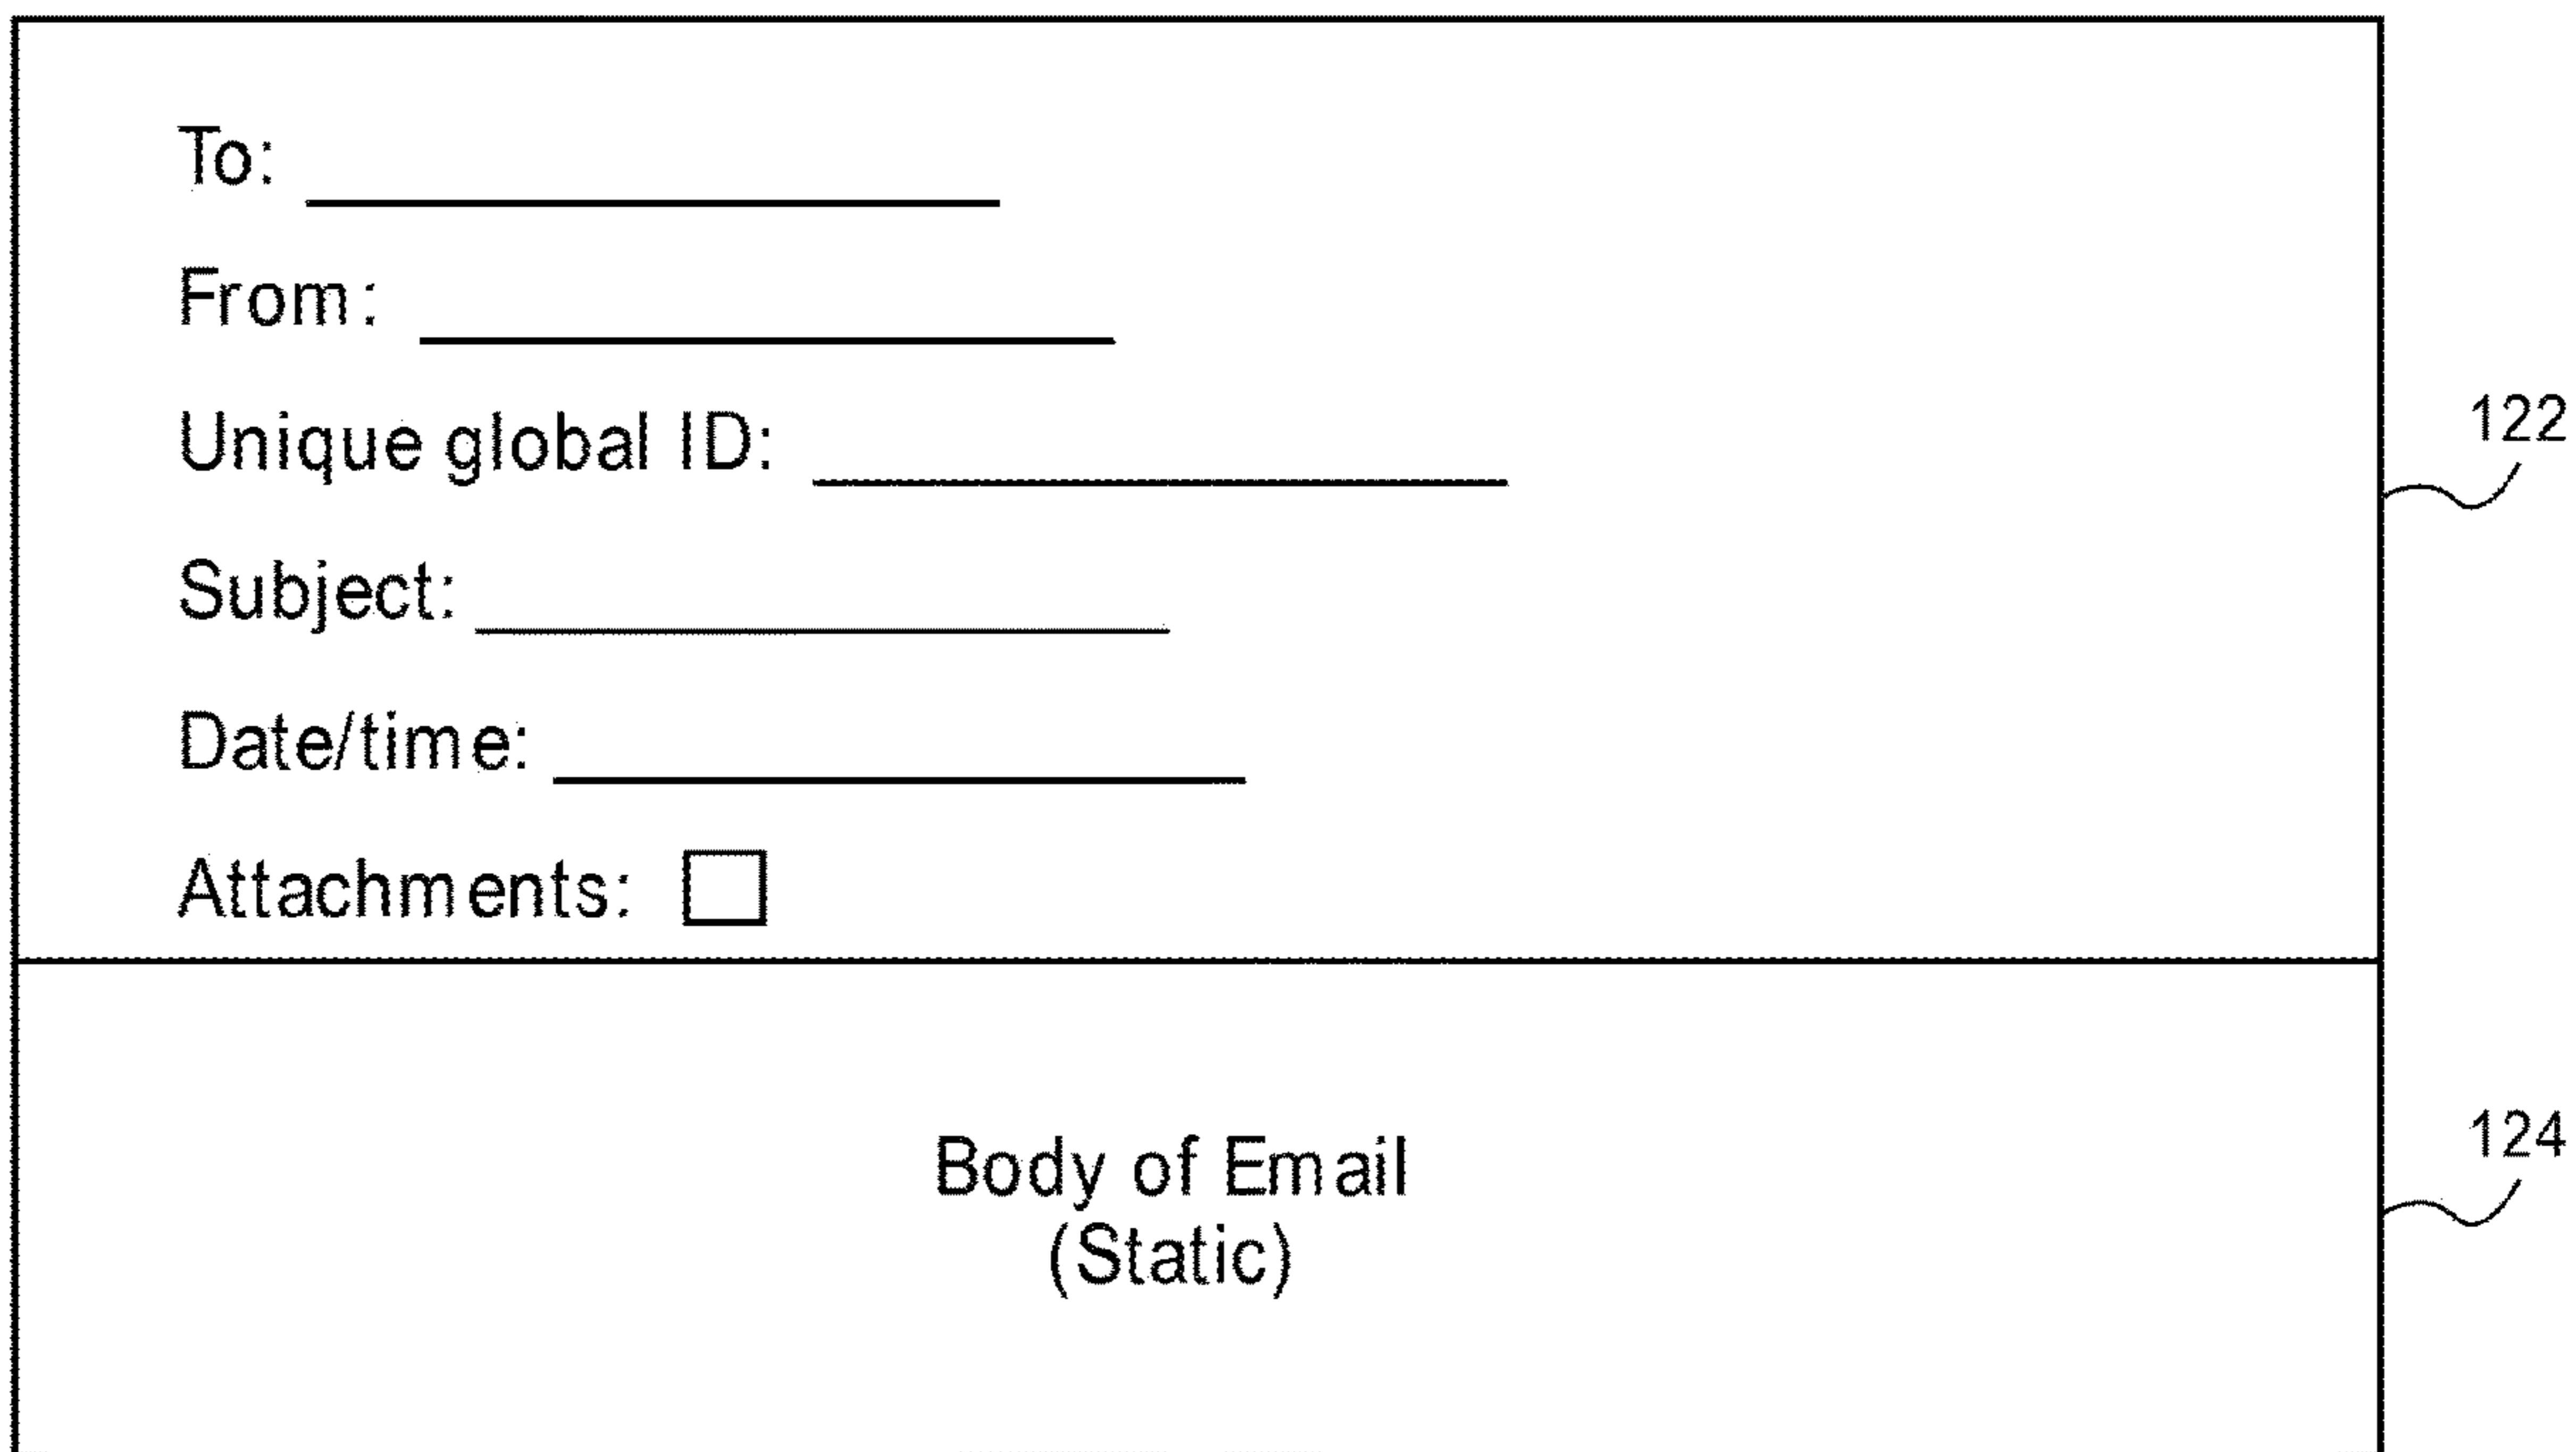 To:
From:
Unique global ID:
122
Subject:
Date/time:
Attachments:
124
Body of Email
(Static)